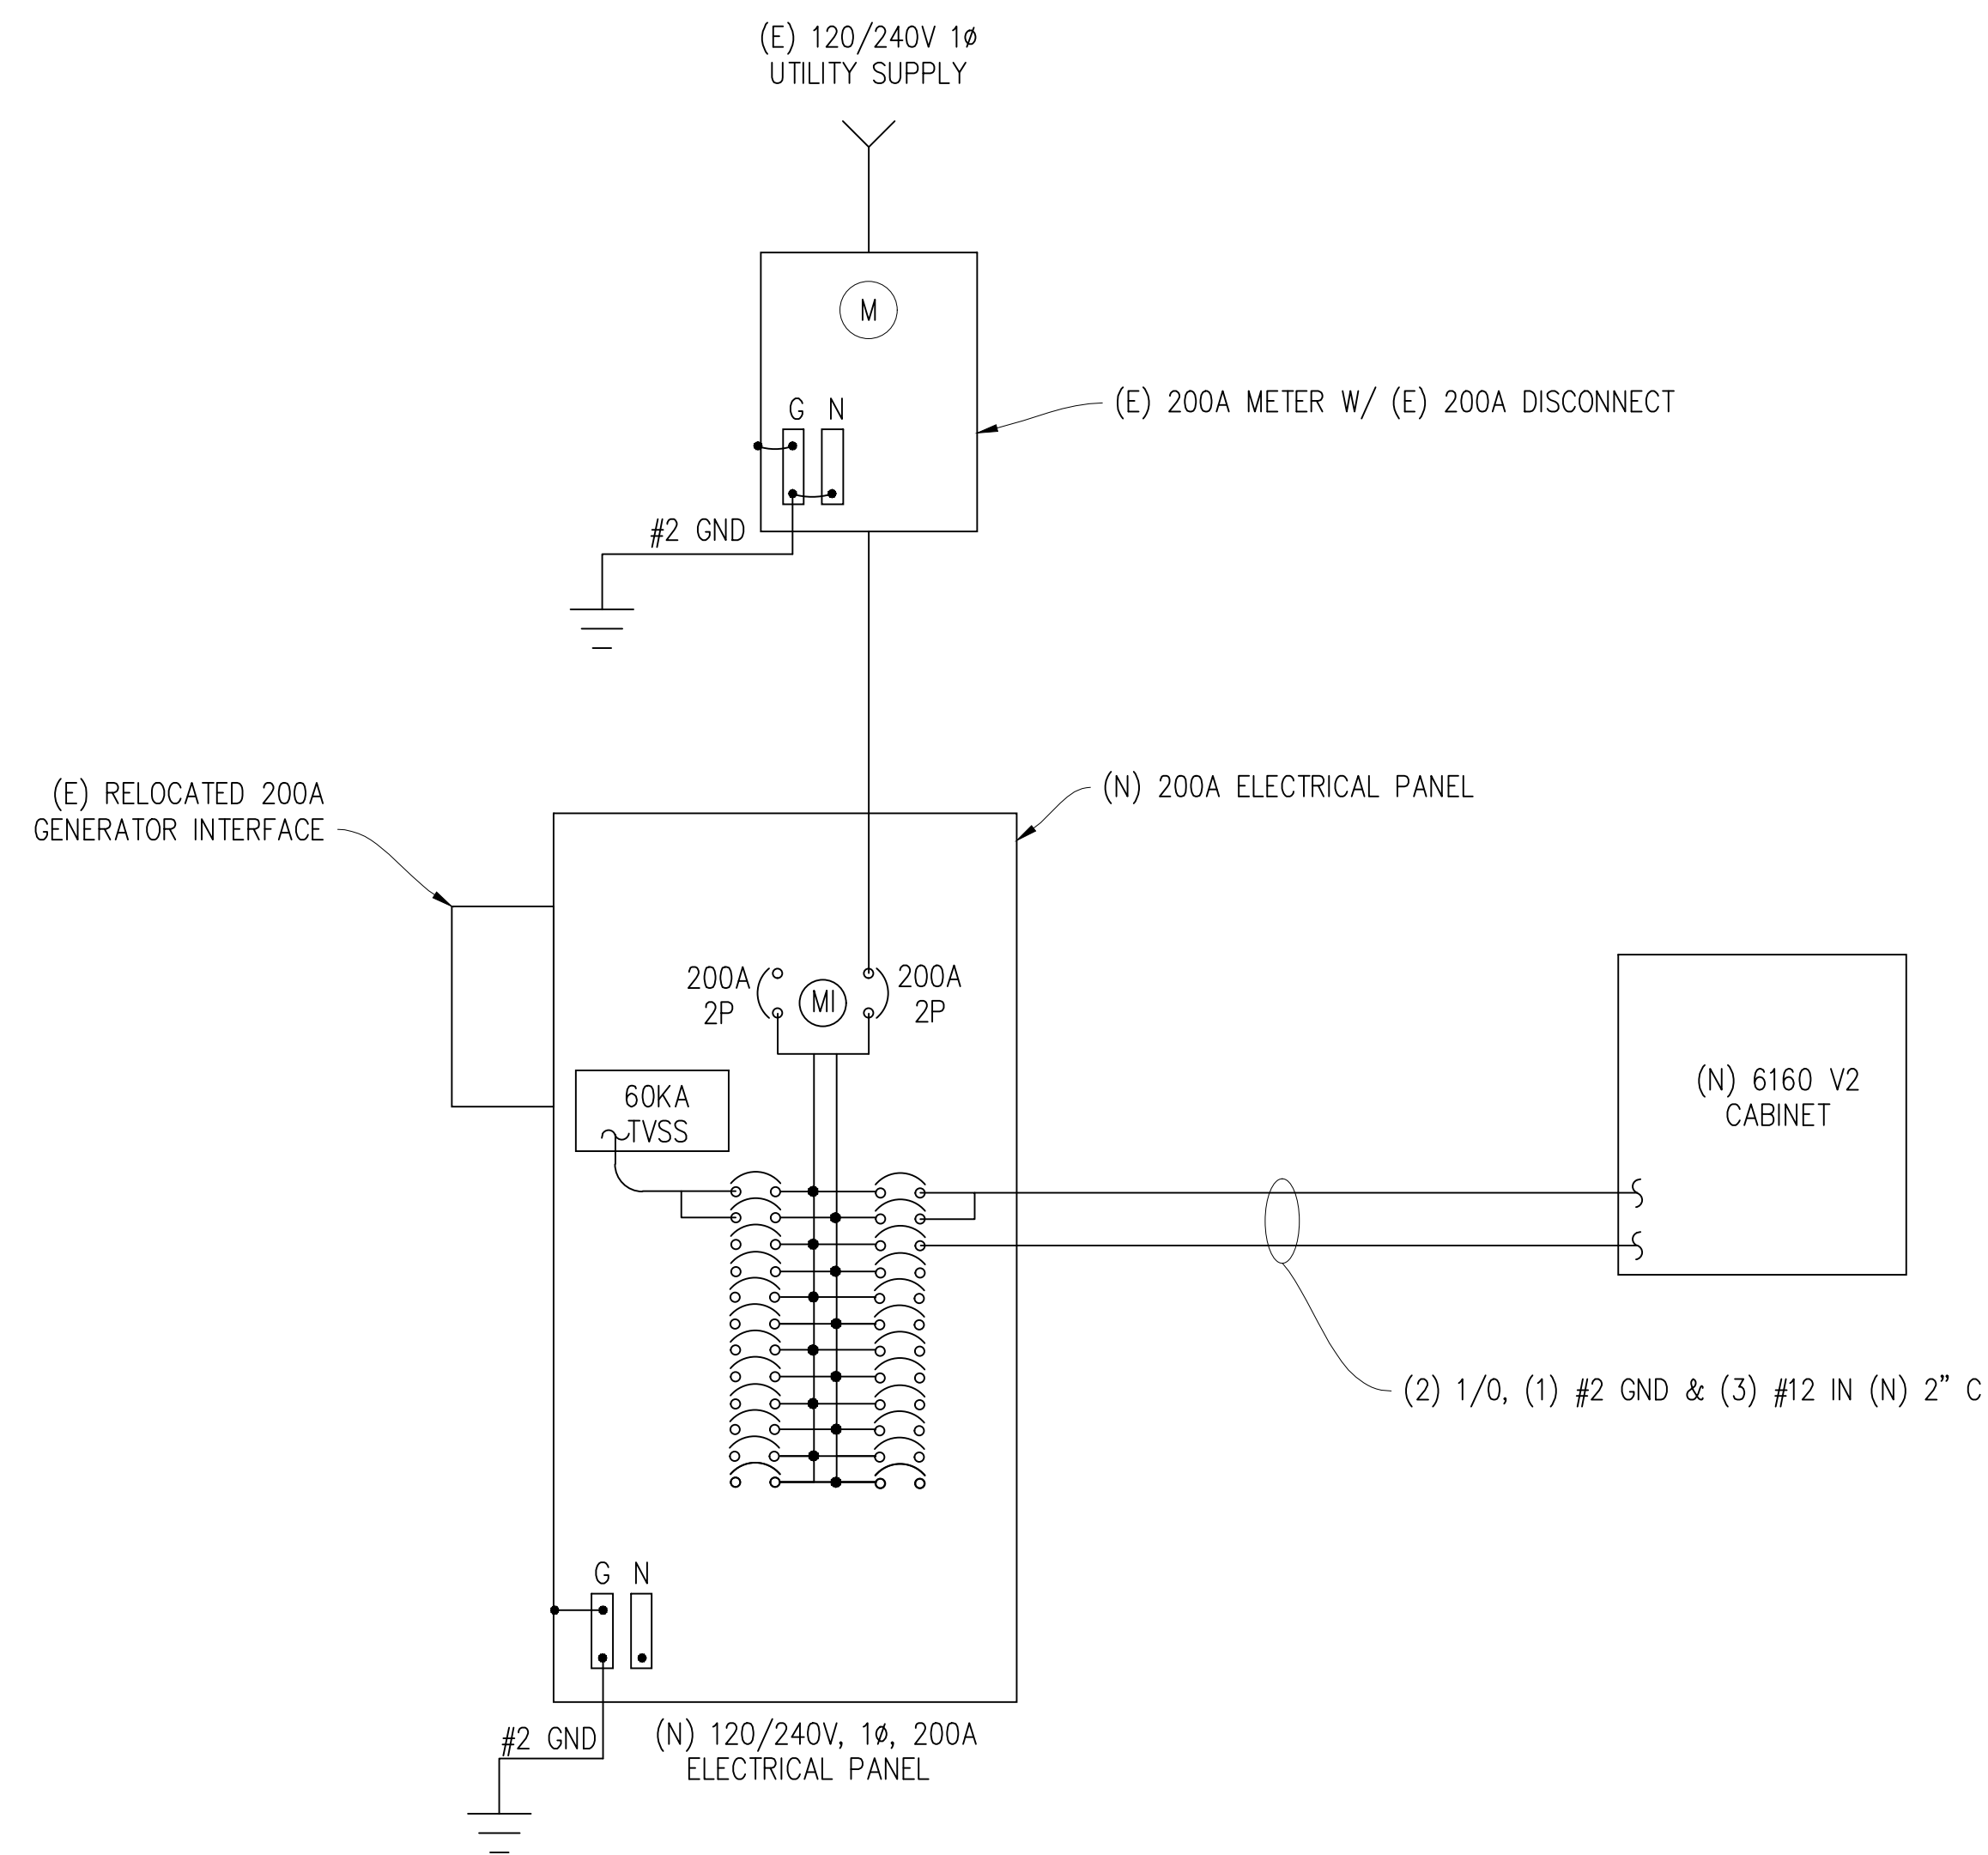 (E) 120/240V 1ø
UTILITY SUPPLY
M
G N
(E) 200A METER W/ (E) 200A DISCONNECT
#2 GND
(E) RELOCATED 200A
GENERATOR INTERFACE
(N) 200A ELECTRICAL PANEL
200A
2P
MI
200A
2P
60KA
TVSS
(N) 6160 V2
CABINET
(2) 1/0, (1) #2 GND & (3) #12 IN (N) 2" C
G N
#2 GND
(N) 120/240V, 1ø, 200A
ELECTRICAL PANEL